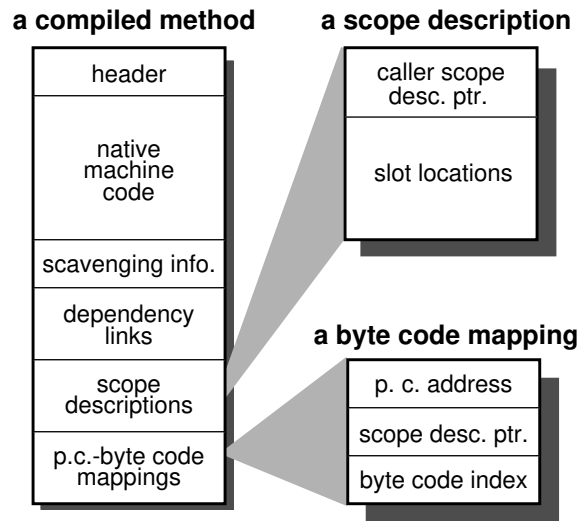 a compiled method
header
native
machine
code
scavenging info.
dependency
links
scope
descriptions
p.c.-byte code
mappings
a scope description
caller scope
desc. ptr.
slot locations
a byte code mapping
p. c. address
scope desc. ptr.
byte code index